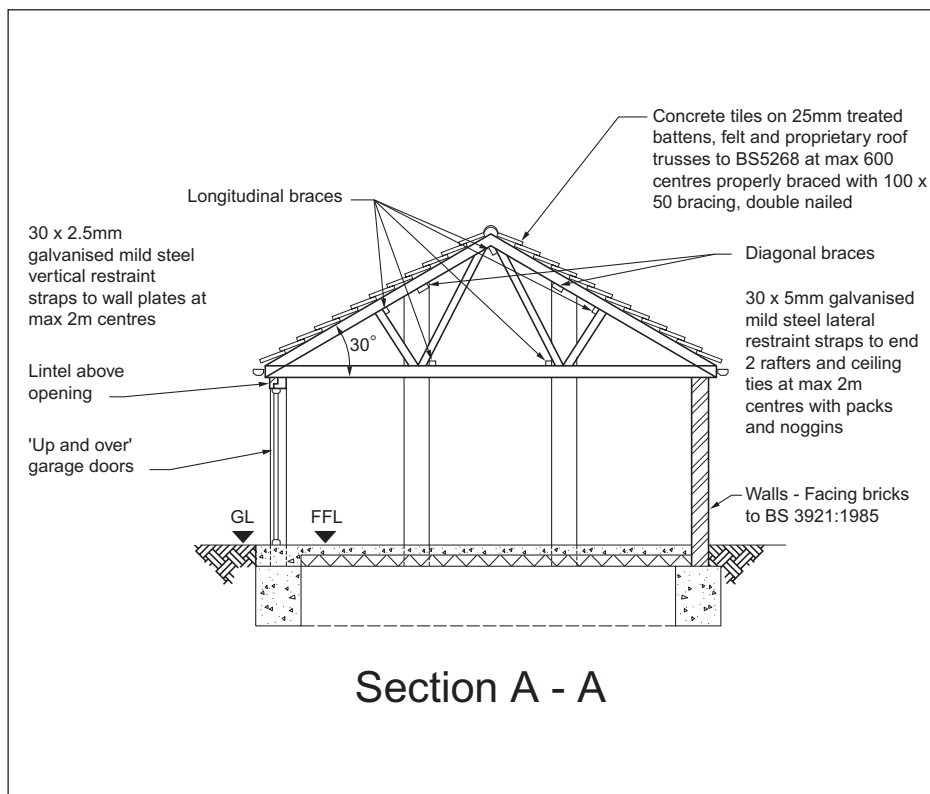 Concrete tiles on 25mm treated
battens, felt and proprietary roof
trusses to BS5268 at max 600
centres properly braced with 100 x
50 bracing, double nailed
Longitudinal braces
30 x 2.5mm
galvanised mild steel
vertical restraint
straps to wall plates at
max 2m centres
Diagonal braces
30 x 5mm galvanised
mild steel lateral
restraint straps to end
2 rafters and ceiling
ties at max 2m
centres with packs
and noggins
30°
Lintel above
opening
'Up and over'
garage doors
Walls - Facing bricks
to BS 3921:1985
GL
FFL
Section A - A